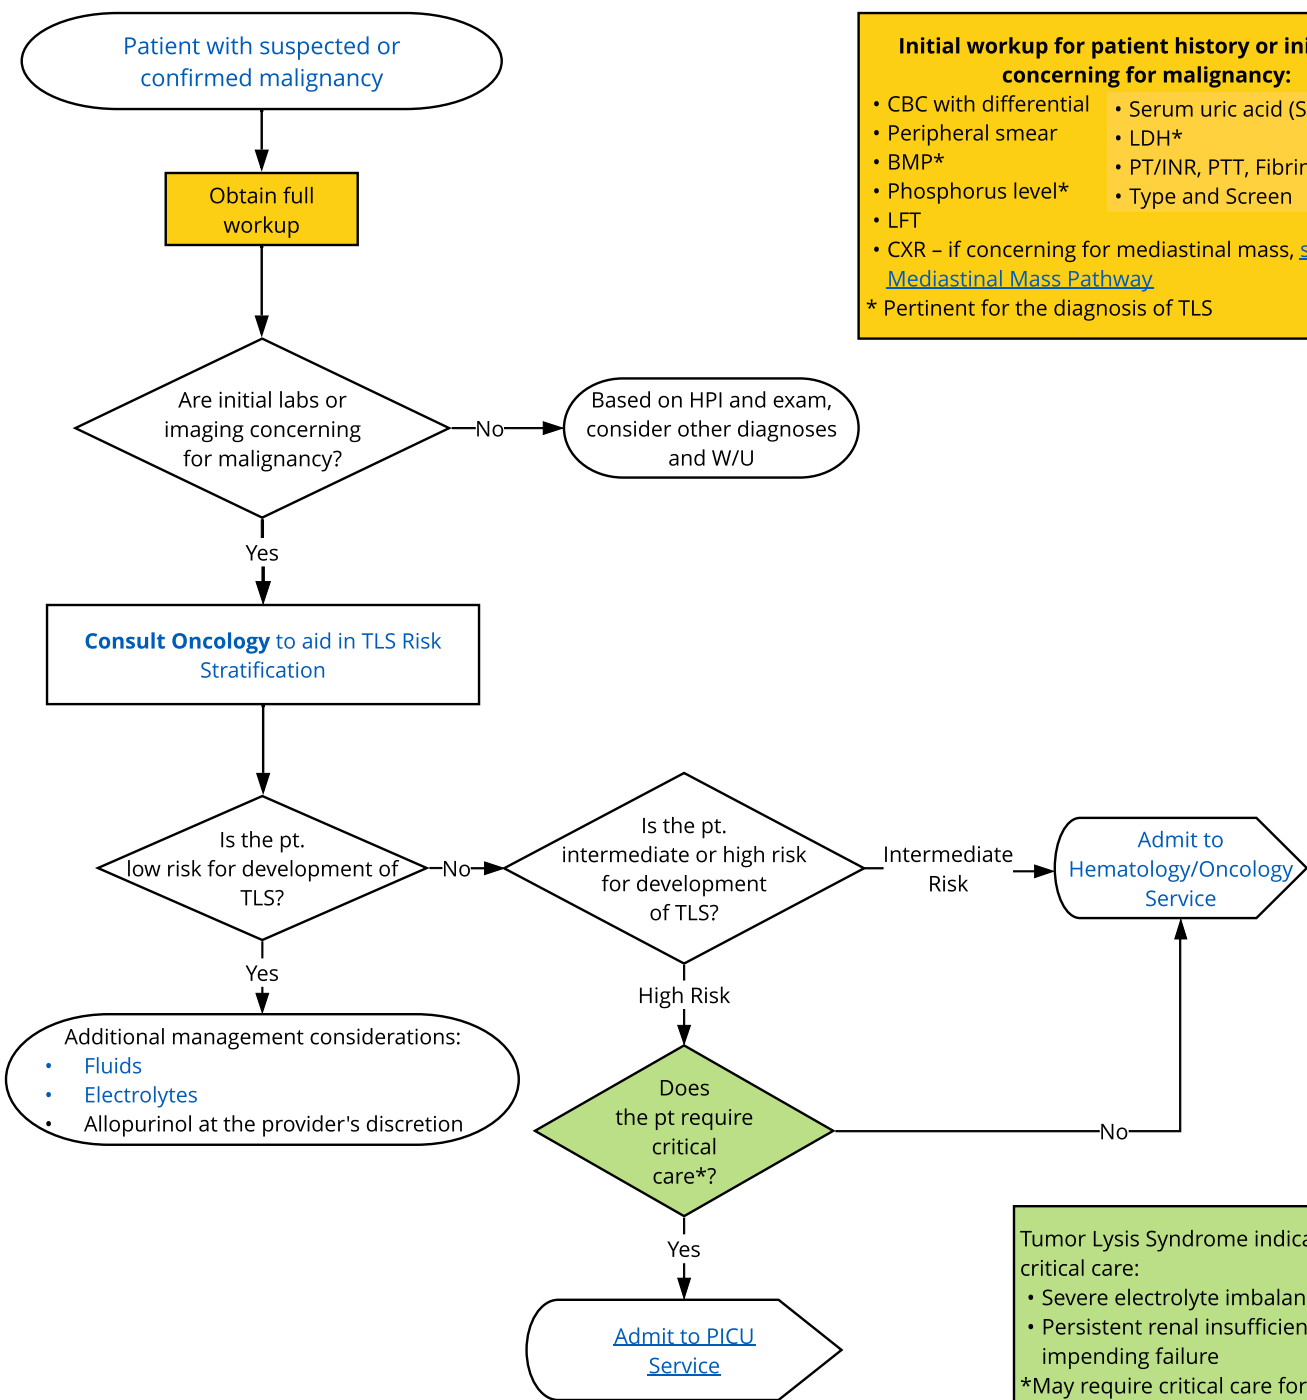 Patient with suspected or
confirmed malignancy
Obtain full
workup
Initial workup for patient history or
concerning for malignancy:
• CBC with differential
• Peripheral smear
• BMP*
• Phosphorus level*
• LFT
• Serum uric acid
• LDH*
• PT/INR, PTT,
• Type and Screen
• CXR – if concerning for mediastinal mass,
Mediastinal Mass Pathway
* Pertinent for the diagnosis of TLS
Are initial labs or
imaging concerning
for malignancy?
No
Based on HPI and exam,
consider other diagnoses
and W/U
Yes
Consult Oncology to aid in TLS Risk
Stratification
Is the pt.
low risk for development of
TLS?
No
Is the pt.
intermediate or high risk
for development
of TLS?
Intermediate
Risk
Admit to
Hematology/Oncology
Service
Yes
Additional management considerations:
• Fluids
• Electrolytes
• Allopurinol at the provider's discretion
High Risk
Does
the pt require
critical
care*?
No
Yes
Admit to PICU
Service
Tumor Lysis Syndrome
critical care:
• Severe electrolyte
• Persistent renal
impending failure
*May require critical care for